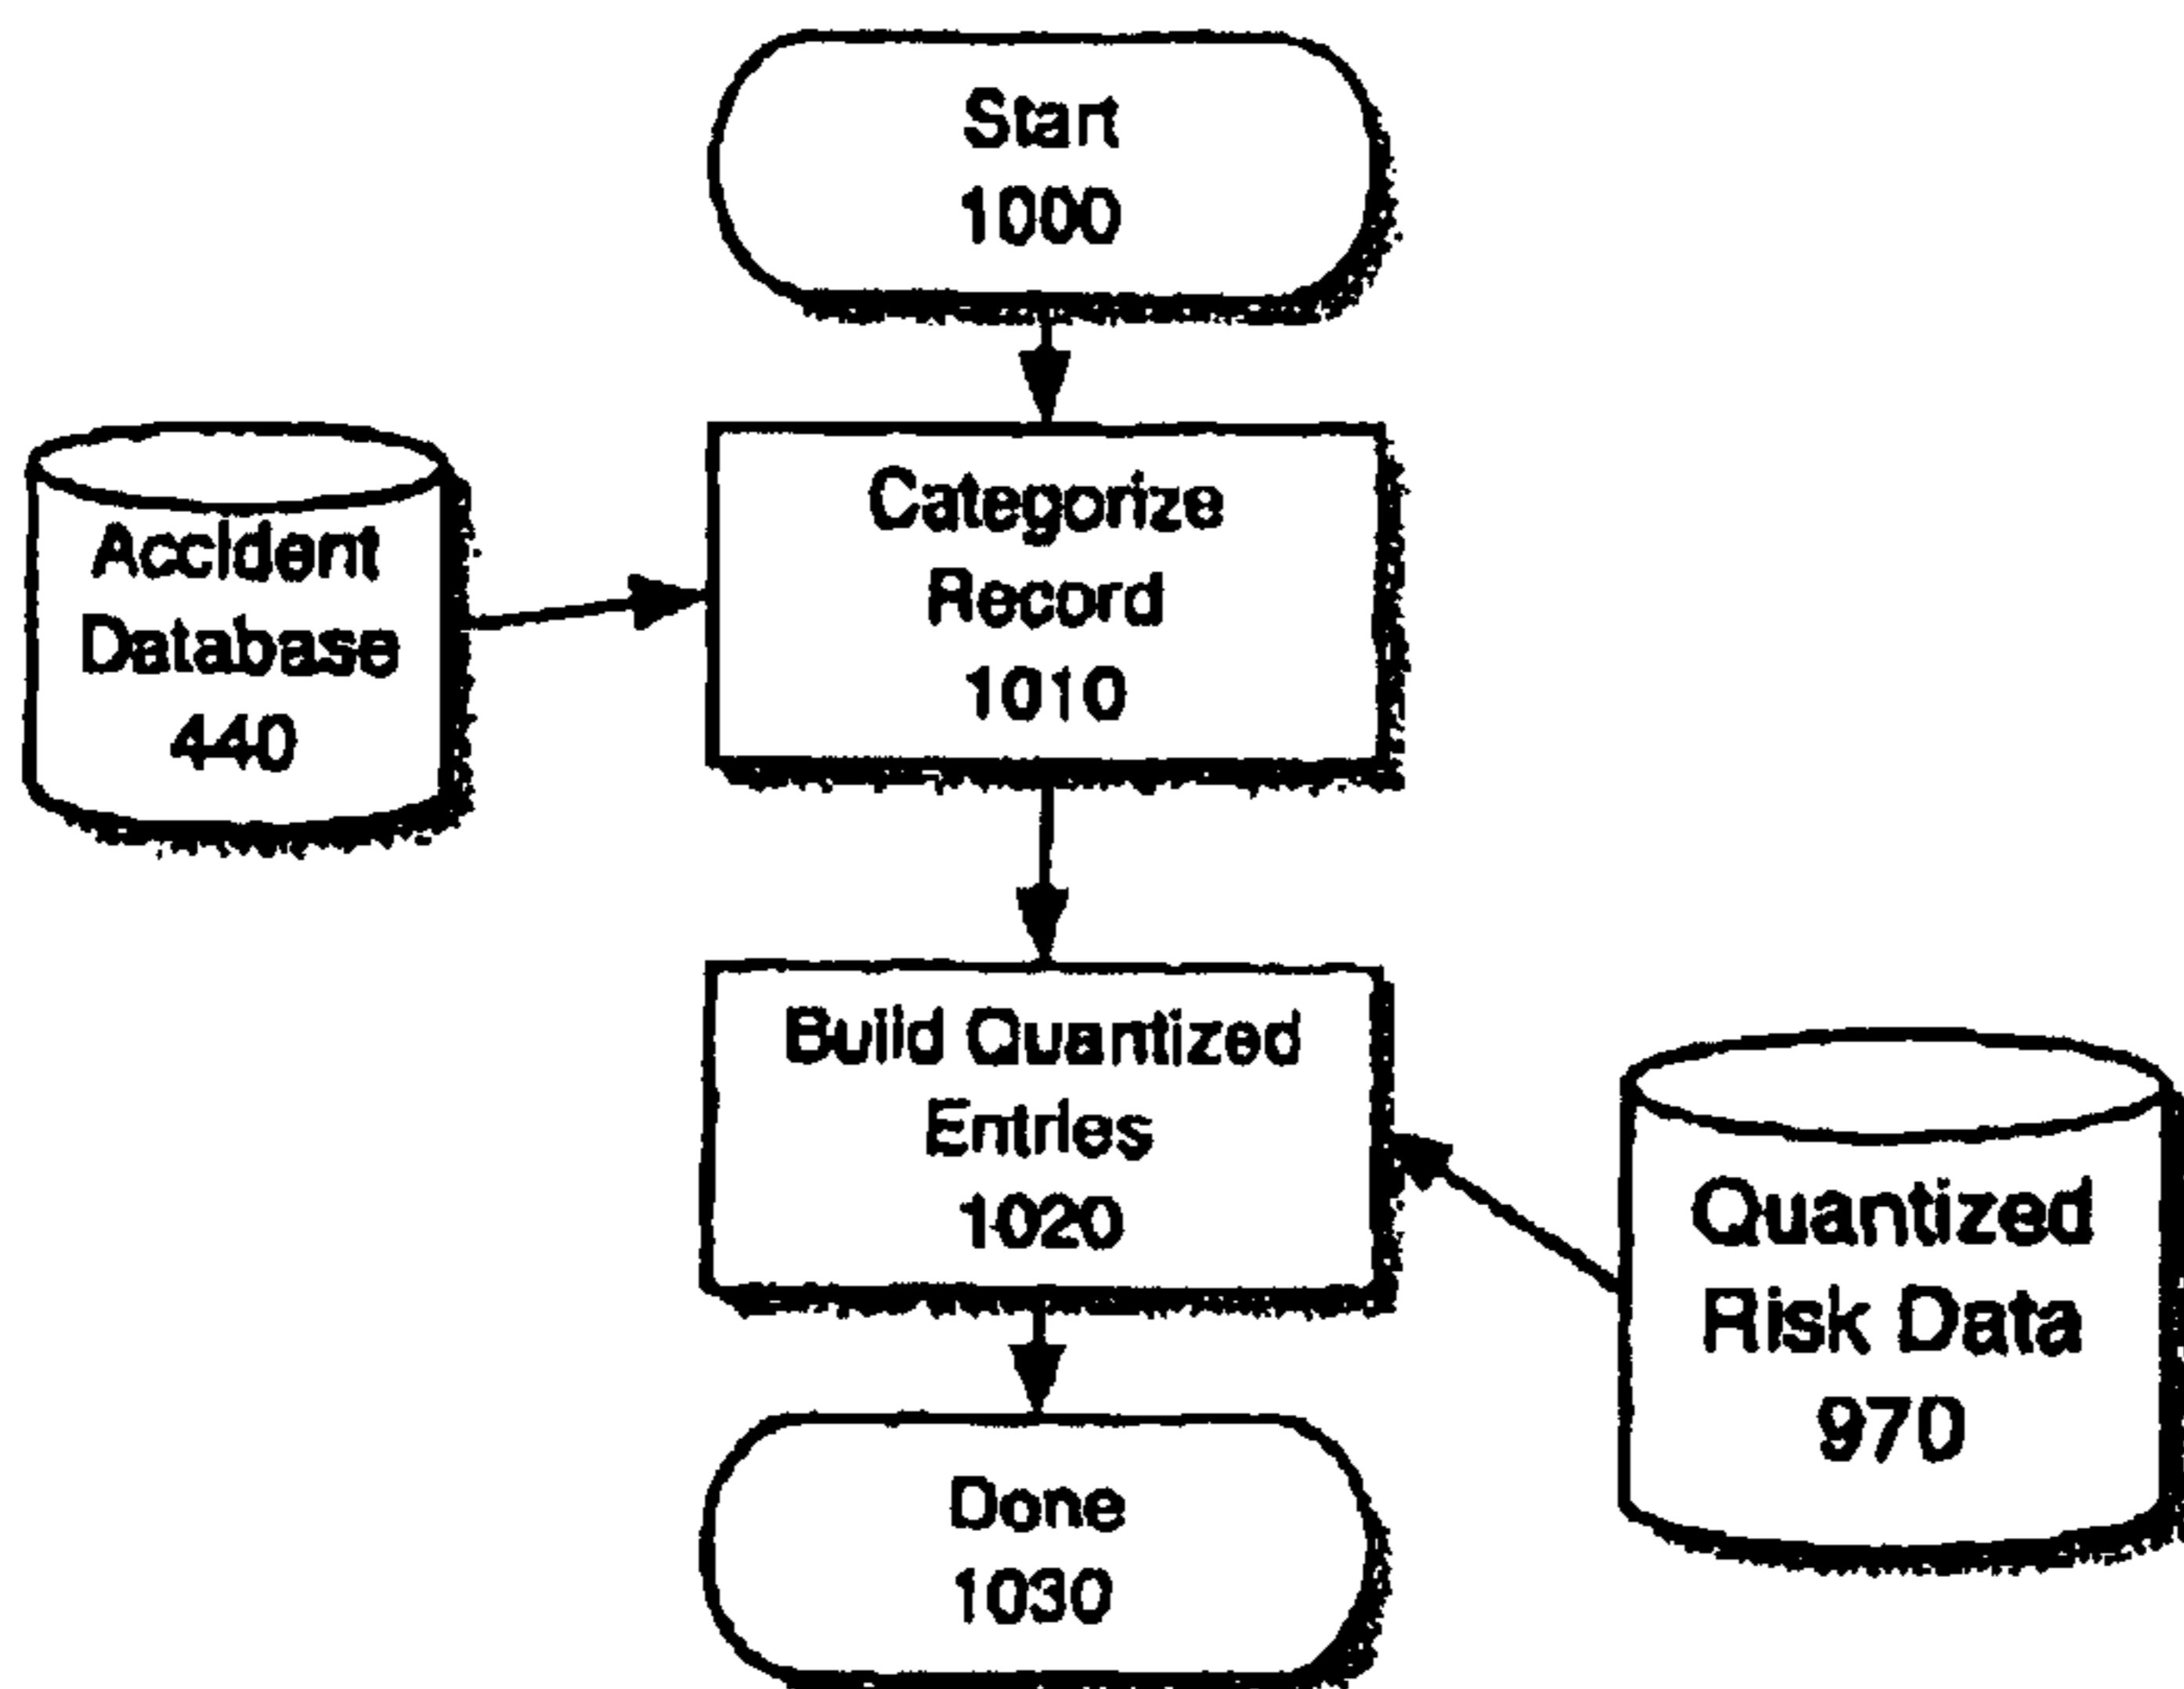 Start
1000
Categorize
Record
1010
Accident
Database
440
Build Quantized
Entries
1020
Quantized
Risk Data
970
Done
1030